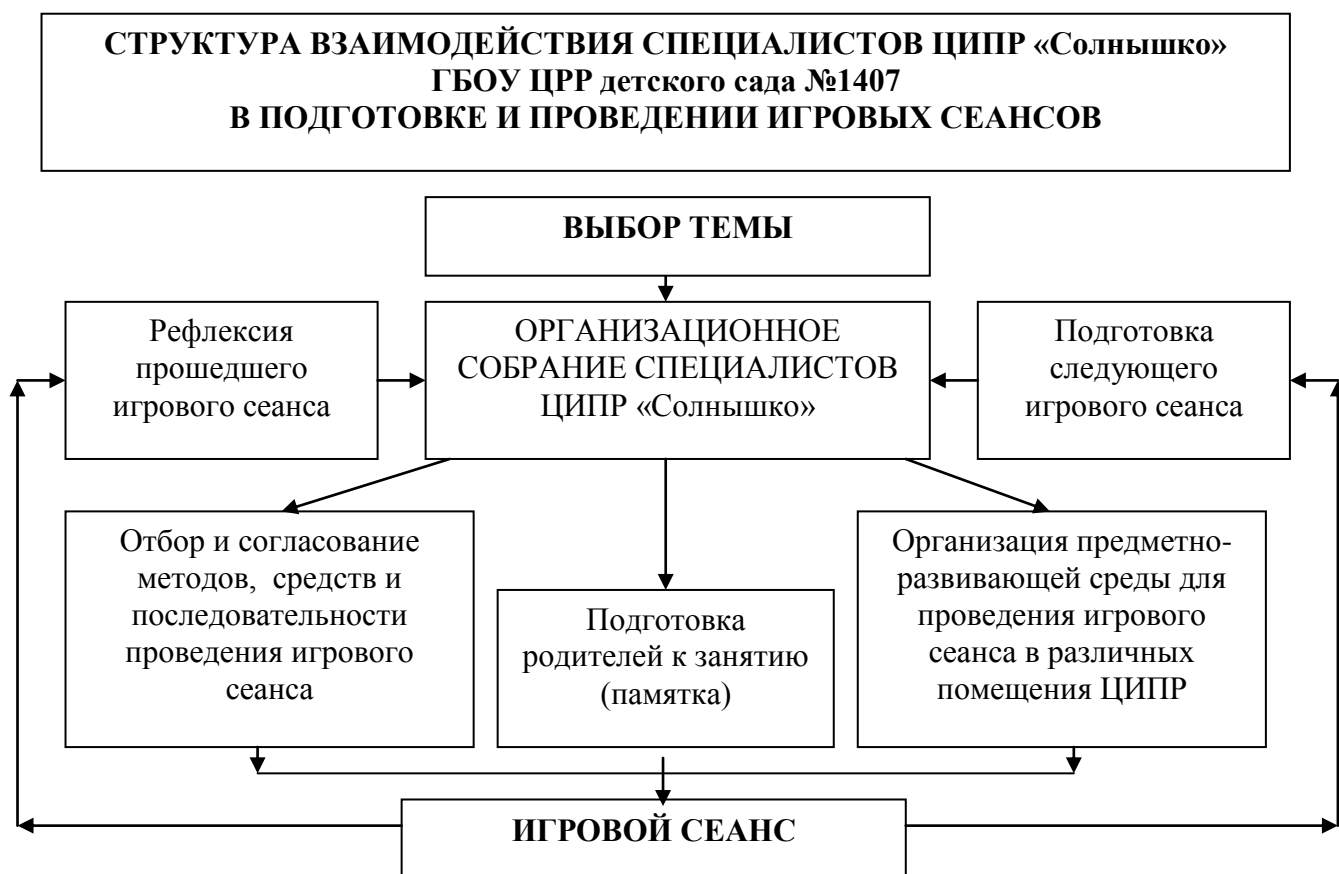 СТРУКТУРА ВЗАИМОДЕЙСТВИЯ СПЕЦИАЛИСТОВ ЦИПР «Солнышко»
ГБОУ ЦРР детского сада №1407
В ПОДГОТОВКЕ И ПРОВЕДЕНИИ ИГРОВЫХ СЕАНСОВ
ВЫБОР ТЕМЫ
Рефлексия
прошедшего
игрового сеанса
ОРГАНИЗАЦИОННОЕ
СОБРАНИЕ СПЕЦИАЛИСТОВ
ЦИПР «Солнышко»
Подготовка
следующего
игрового сеанса
Отбор и согласование
методов, средств и
последовательности
проведения игрового
сеанса
Подготовка
родителей к занятию
(памятка)
Организация предметно-
развивающей среды для
проведения игрового
сеанса в различных
помещения ЦИПР
ИГРОВОЙ СЕАНС